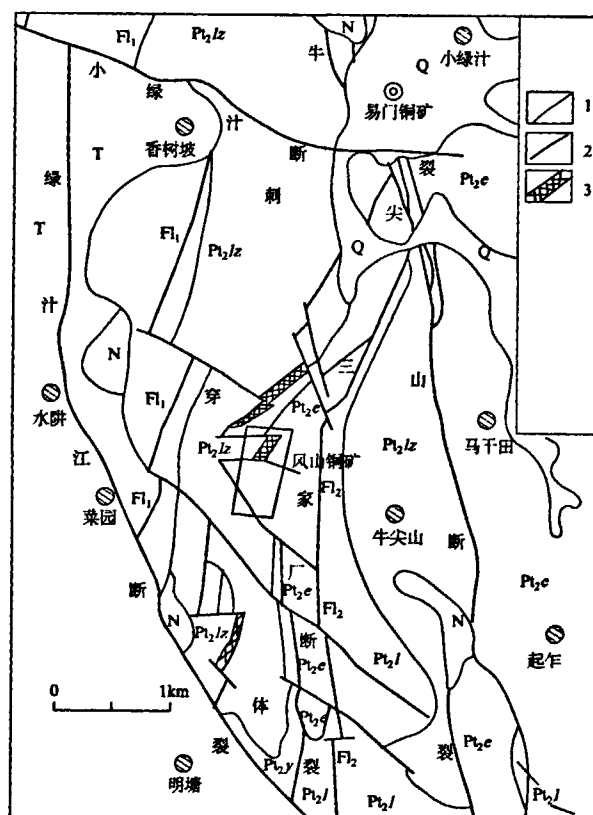 Fl₁
Pt₂lz
N
牛
Q
小绿汁
小
绿
汁
断
裂
易门铜矿
香树坡
T
绿
T
汁
江
断
裂
刺
尖
Pt₂e
Fl₁
Pt₂lz
Q
Q
1
2
3
N
水阱
Fl₁
穿
三
山
Pt₂e
Pt₂lz
Pt₂lz
马干田
风山铜矿
家
Fl₂
菜园
Fl₁
牛尖山
断
厂
Pt₂e
Pt₂e
N
Pt₂lz
断
Fl₂
N
Pt₂e
Pt₂l
起乍
0
1km
体
Pt₂e
裂
Pt₂e
明塘
Pt₂y
裂
Fl₂
Pt₂l
Pt₂l
Pt₂l